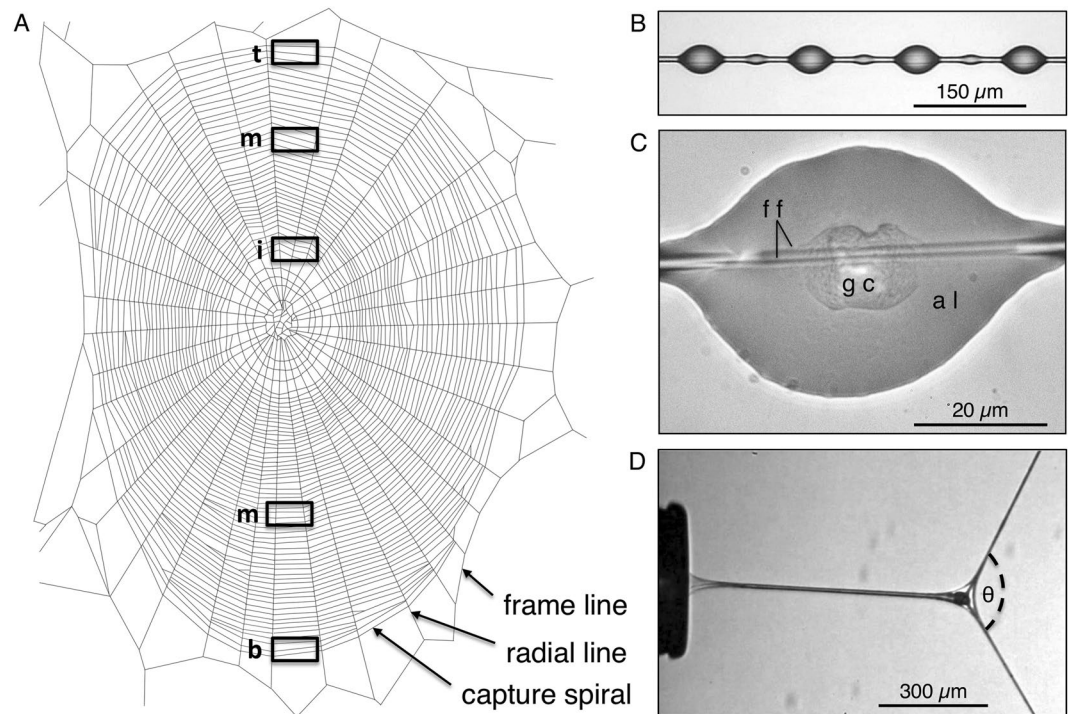 A
t
m
i
m
b
frame line
radial line
capture spiral
B
150 µm
C
f f
g c
a l
20 µm
D
θ
300 µm